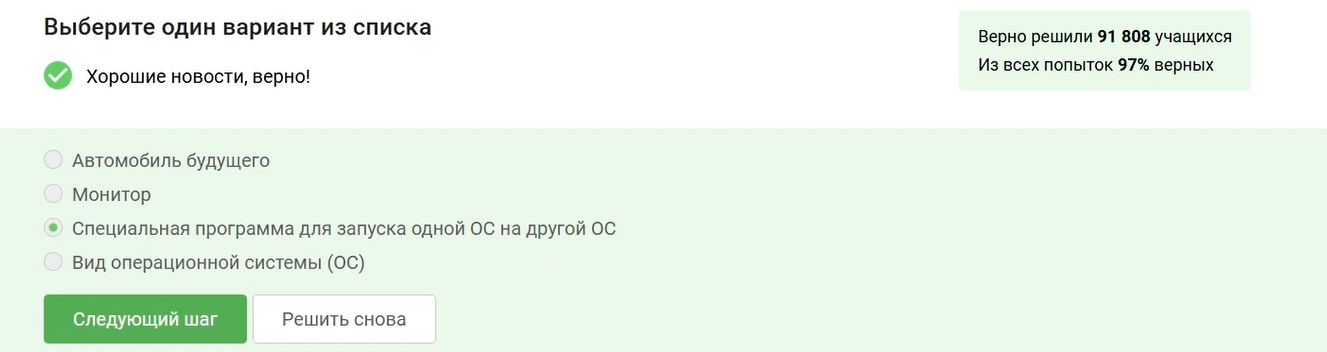 Выберите один вариант из списка
Верно решили 91 808 учащихся
Из всех попыток 97% верных
Хорошие новости, верно!
Автомобиль будущего
Монитор
Специальная программа для запуска одной ОС на другой ОС
Вид операционной системы (ОС)
Следующий шаг
Решить снова